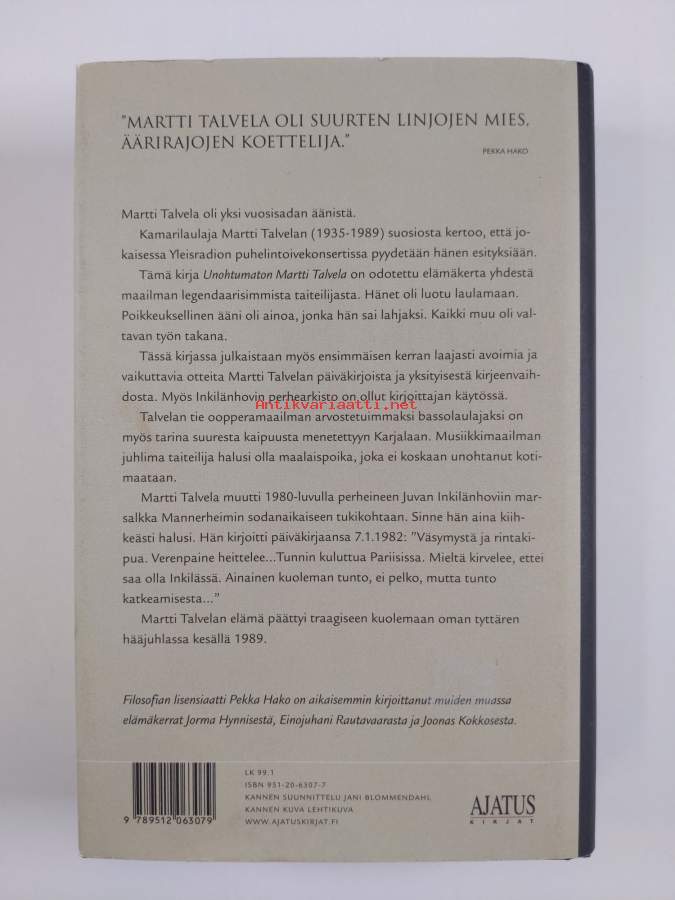 "MARTTI TALVELA OLI SUURTEN LINJOJEN MIES,
ÄÄRIRAJOJEN KOETTELIJA."
PEKKA HAKO
Martti Talvela oli yksi vuosisadan äänistä.
Kamarilaulaja Martti Talvelan (1935-1989) suosiosta kertoo, että jo-
kaisessa Yleisradion puhelintoivekonsertissa pyydetään hänen esityksiään.
Tämä kirja Unohtumaton Martti Talvela on odotettu elämäkerta yhdestä
maailman legendaarisimmista taiteilijasta. Hänet oli luotu laulamaan.
Poikkeuksellinen ääni oli ainoa, jonka hän sai lahjaksi. Kaikki muu oli val-
tavan työn takana.
Tässä kirjassa julkaistaan myös ensimmäisen kerran laajasti avoimia ja
vaikuttavia otteita Martti Talvelan päiväkirjoista ja yksityisestä kirjeenvaih-
dosta. Myös Inkilänhovin perhearkisto on ollut kirjoittajan käytössä.
Antikvariaatti.net
Talvelan tie oopperamaailman arvostetuimmaksi bassolaulajaksi on
myös tarina suuresta kaipuusta menetettyyn Karjalaan. Musiikkimaailman
juhlima taiteilija halusi olla maalaispoika, joka ei koskaan unohtanut koti-
maataan.
Martti Talvela muutti 1980-luvulla perheineen Juvan Inkilänhoviin mar-
salkka Mannerheimin sodanaikaiseen tukikohtaan. Sinne hän aina kiih-
keästi halusi. Hän kirjoitti päiväkirjaansa 7.1.1982: "Väsymystä ja rintaki-
pua. Verenpaine heittelee...Tunnin kuluttua Pariisissa. Mieltä kirvelee, ettei
saa olla Inkilässä. Ainainen kuoleman tunto, ei pelko, mutta tunto
katkeamisesta..."
Martti Talvelan elämä päättyi traagiseen kuolemaan oman tyttären
hääjuhlassa kesällä 1989.
Filosofian lisensiaatti Pekka Hako on aikaisemmin kirjoittanut muiden muassa
elämäkerrat Jorma Hynnisestä, Einojuhani Rautavaarasta ja Joonas Kokkosesta.
LK 99.1
ISBN 951-20-6307-7
KANNEN SUUNNITTELU JANI BLOMMENDAHL
KANNEN KUVA LEHTIKUVA
WWW.AJATUSKIRJAT.FI
9 789512 063079
AJATUS
KIRJAT